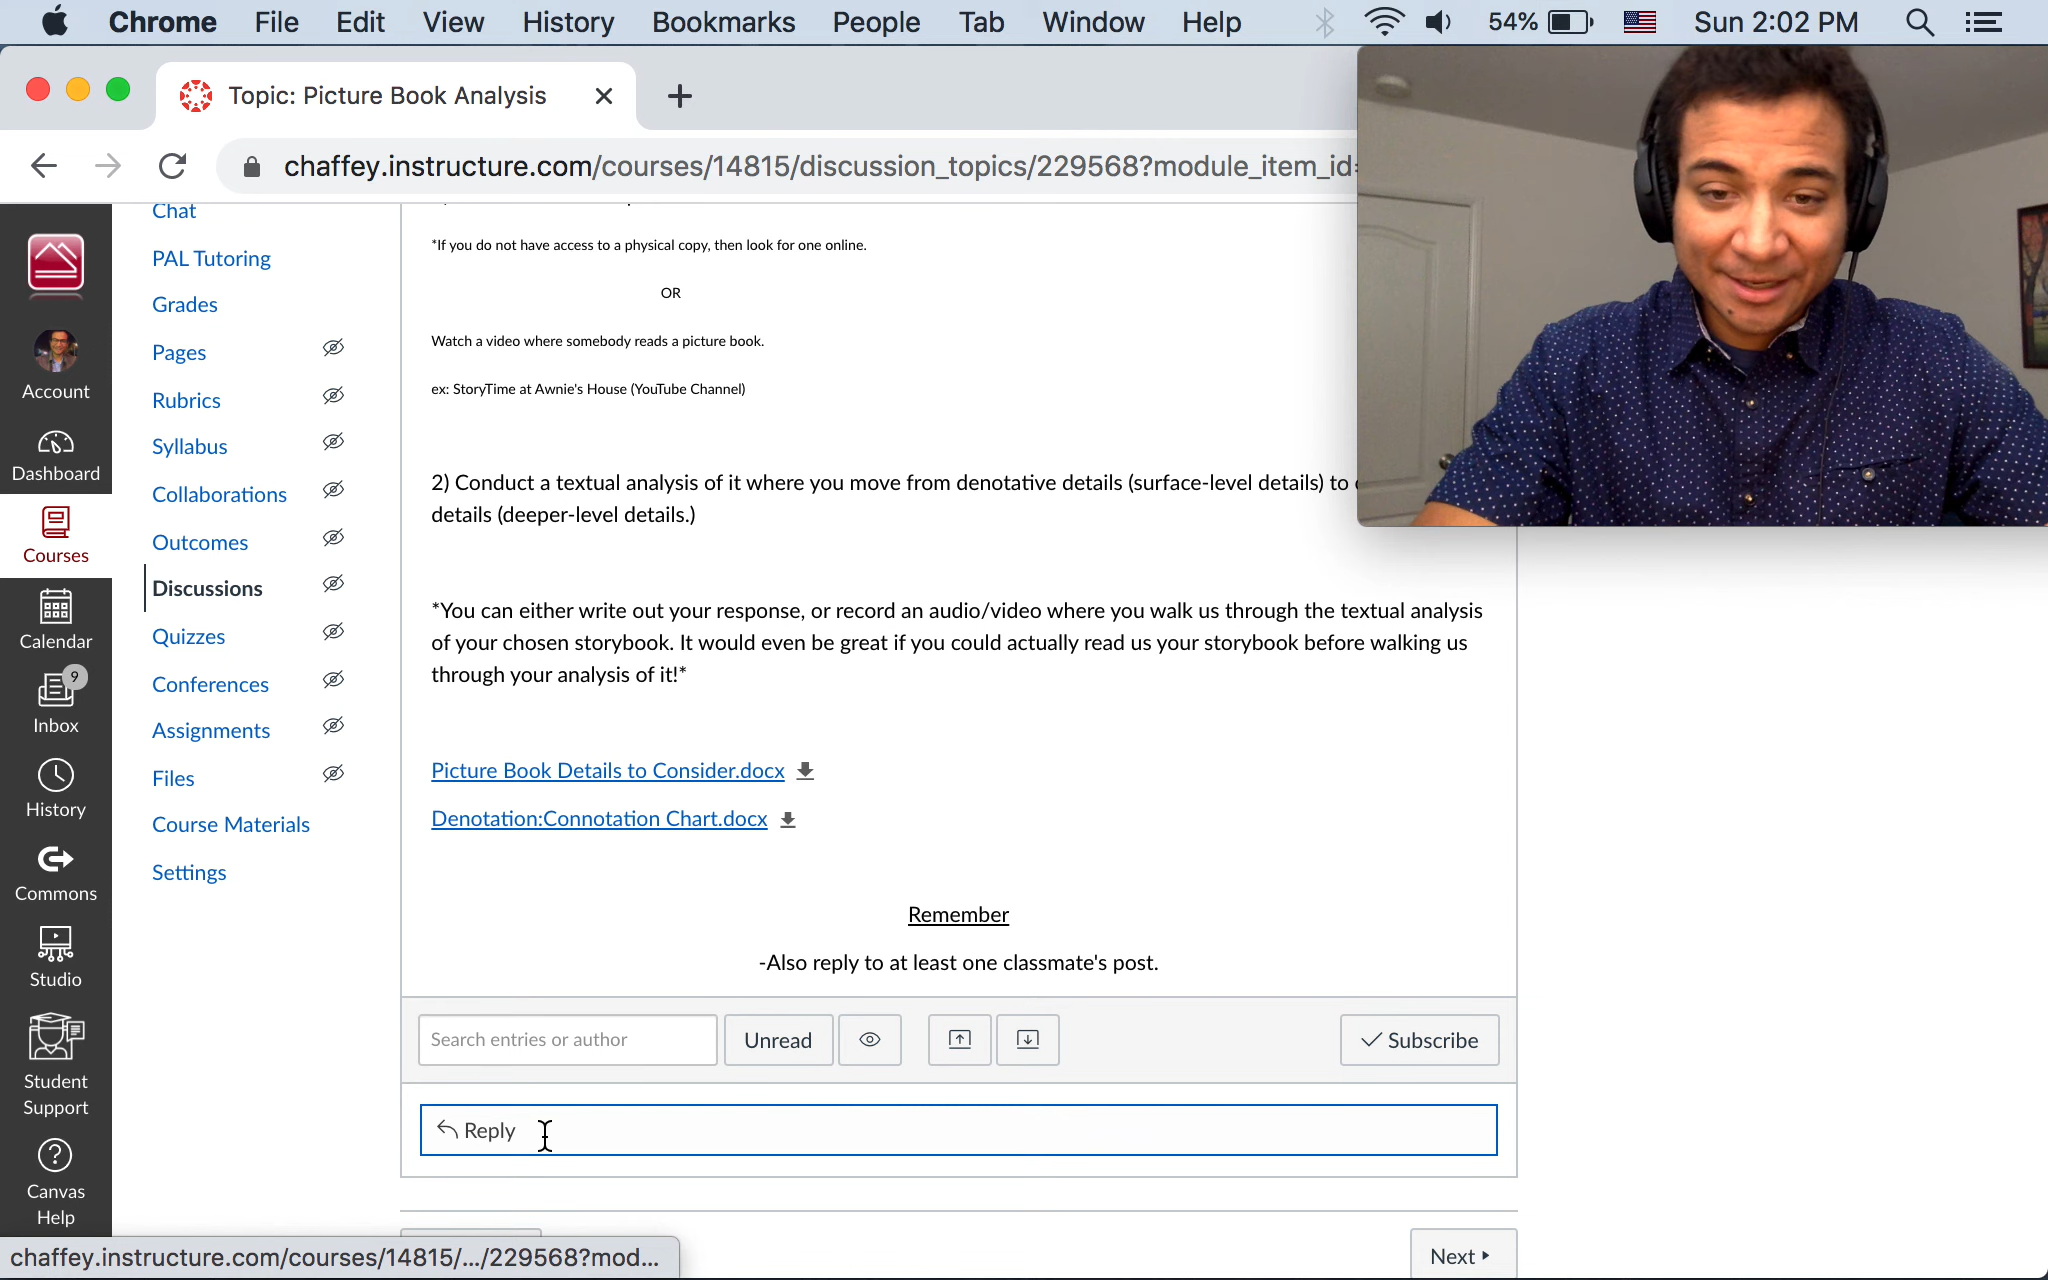 Chrome File Edit View History Bookmarks People Tab Window Help 54% Sun 2:02 PM
Topic: Picture Book Analysis
chaffey.instructure.com/courses/14815/discussion_topics/229568?module_item_id
Account
Dashboard
Courses
Calendar
9
Inbox
History
Commons
Studio
Student
Support
Canvas
Help
Chat
PAL Tutoring
Grades
Pages
Rubrics
Syllabus
Collaborations
Outcomes
Discussions
Quizzes
Conferences
Assignments
Files
Course Materials
Settings
*If you do not have access to a physical copy, then look for one online.
OR
Watch a video where somebody reads a picture book.
ex: StoryTime at Awnie's House (YouTube Channel)
2) Conduct a textual analysis of it where you move from denotative details (surface-level details) to
details (deeper-level details.)
*You can either write out your response, or record an audio/video where you walk us through the textual analysis
of your chosen storybook. It would even be great if you could actually read us your storybook before walking us
through your analysis of it!*
Picture Book Details to Consider.docx
Denotation:Connotation Chart.docx
Remember
-Also reply to at least one classmate's post.
Search entries or author Unread Subscribe
Reply
Next
chaffey.instructure.com/courses/14815/.../229568?mod...